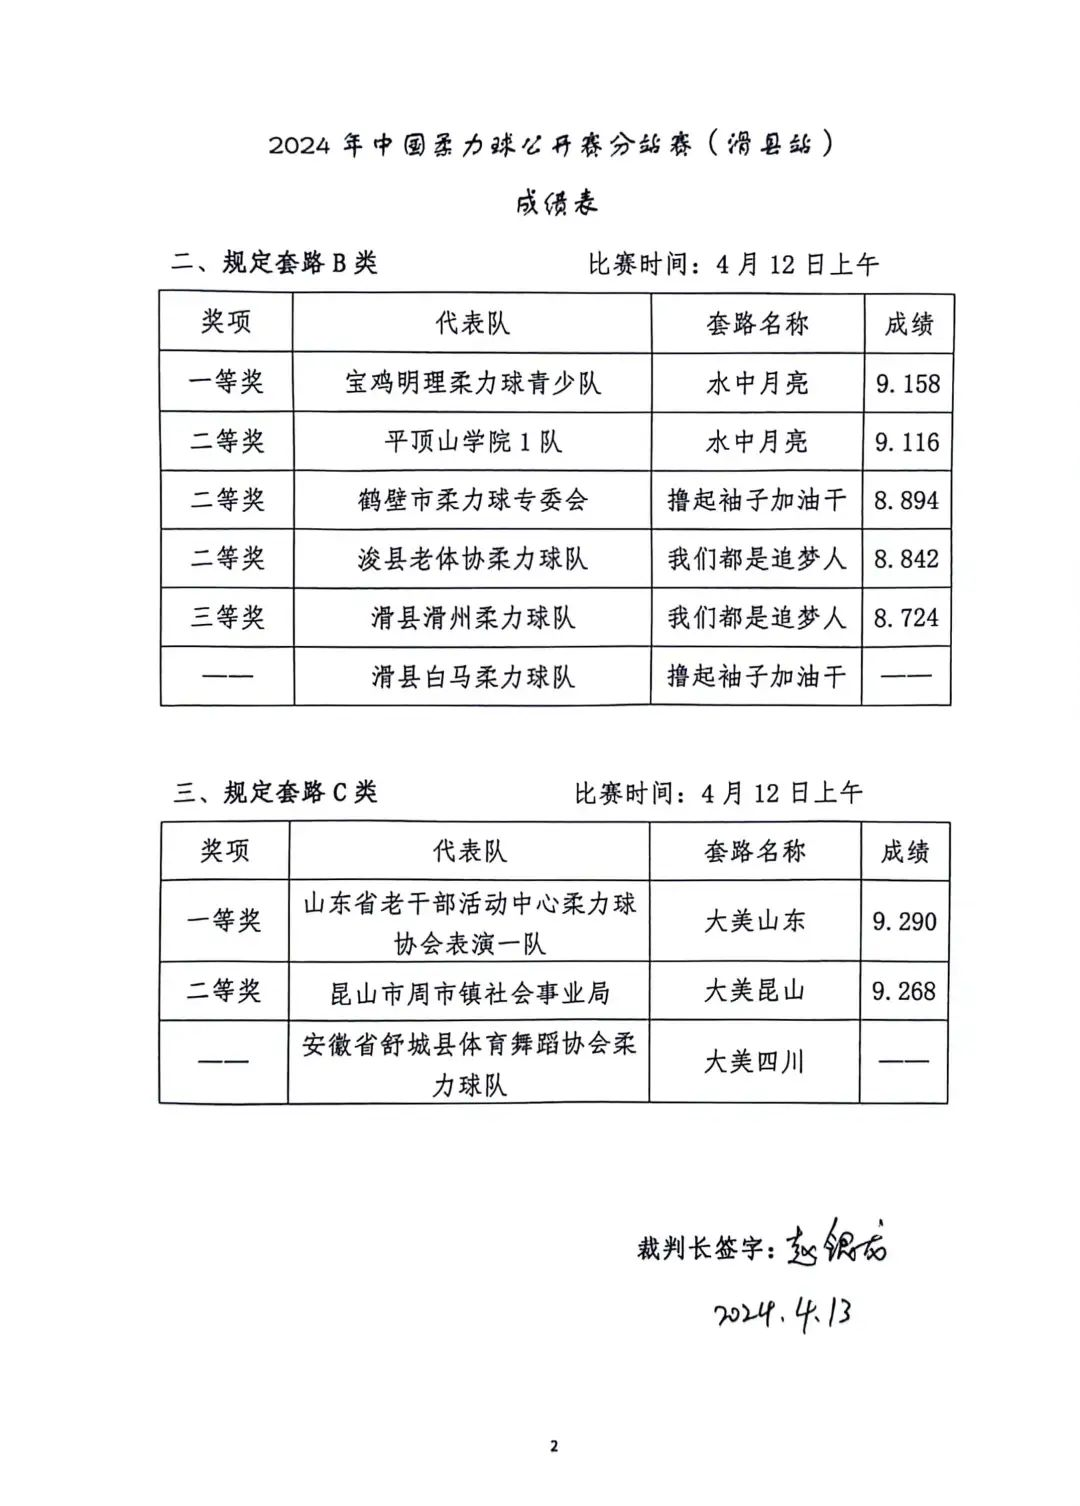 2024年中国柔力球公开赛分站赛（滑县站）
成绩表
二、规定套路B类 比赛时间：4月12日上午
奖项 代表队 套路名称 成绩
一等奖 宝鸡明理柔力球青少队 水中月亮 9.158
二等奖 平顶山学院1队 水中月亮 9.116
二等奖 鹤壁市柔力球专委会 撸起袖子加油干 8.894
二等奖 浚县老体协柔力球队 我们都是追梦人 8.842
三等奖 滑县滑州柔力球队 我们都是追梦人 8.724
—— 滑县白马柔力球队 撸起袖子加油干 ——
三、规定套路C类 比赛时间：4月12日上午
奖项 代表队 套路名称 成绩
一等奖 山东省老干部活动中心柔力球 大美山东 9.290
协会表演一队
二等奖 昆山市周市镇社会事业局 大美昆山 9.268
—— 安徽省舒城县体育舞蹈协会柔 大美四川 ——
力球队
裁判长签字：赵银
2024.4.13
2